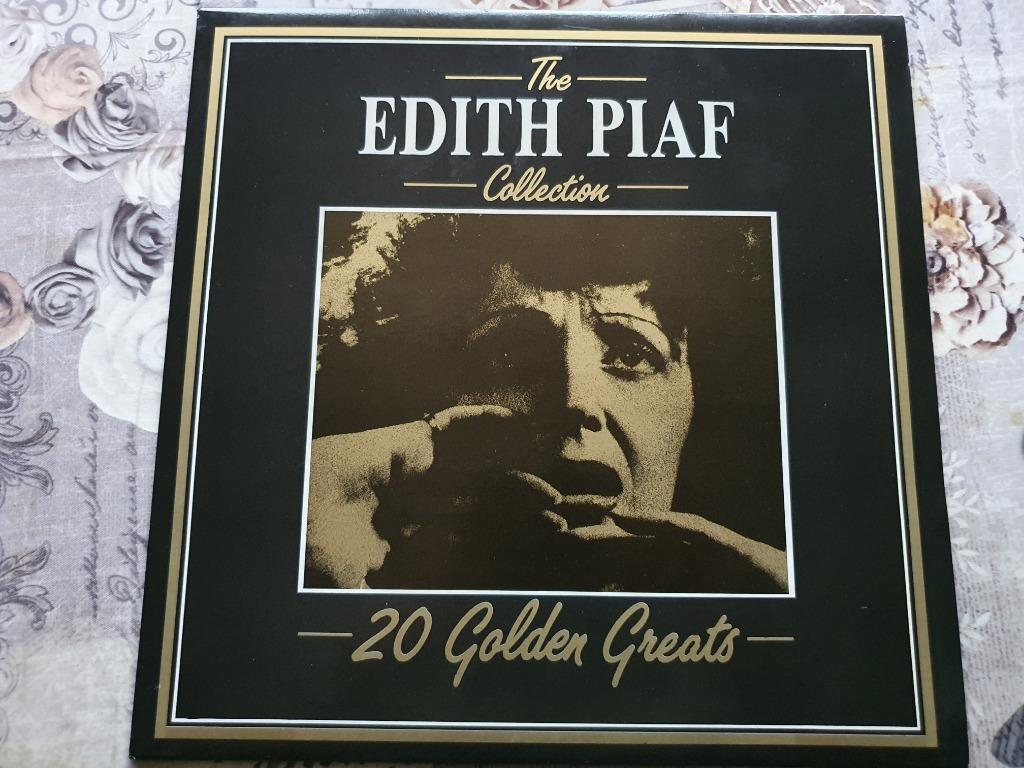 The
EDITH PIAF
Collection
20 Golden Greats